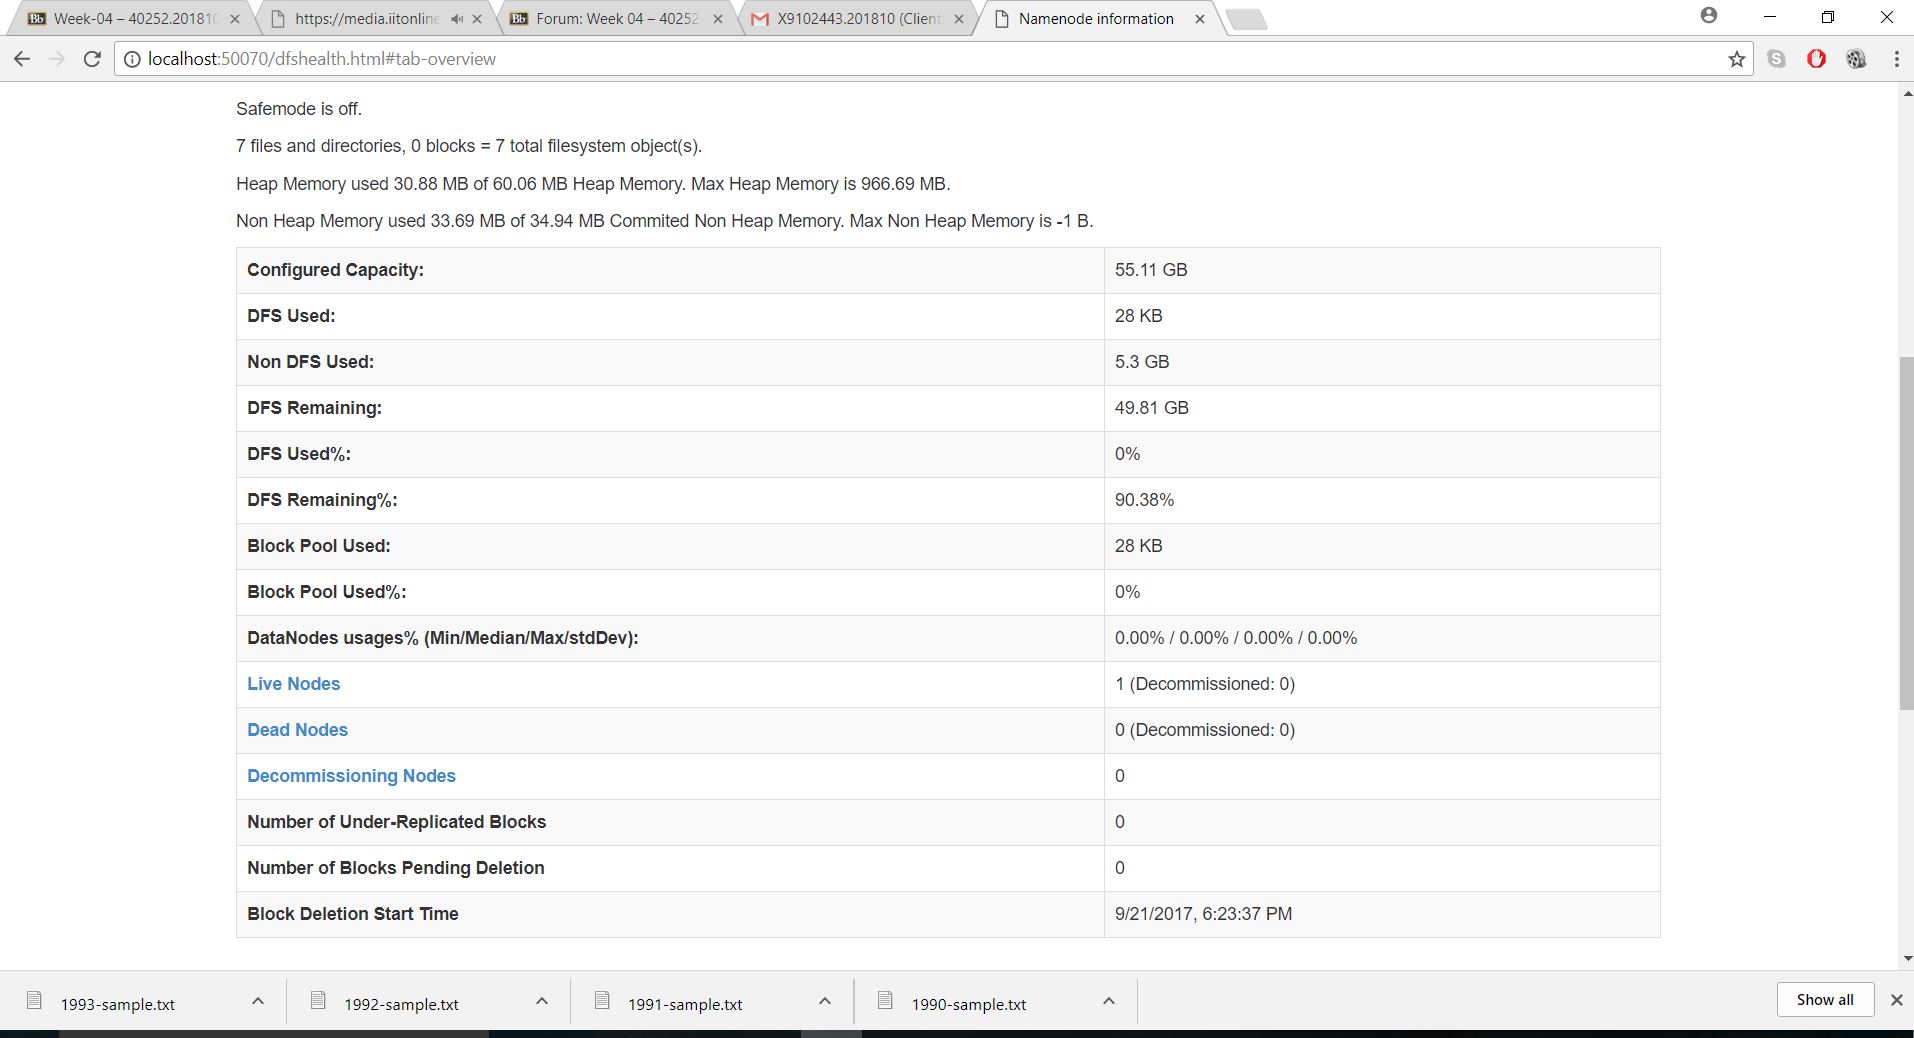 Week-04 – 40252.201810
https://media.iitonline
Forum: Week 04 – 40252
X9102443.201810 (Client
Namenode information
localhost:50070/dfshealth.html#tab-overview
Safemode is off.
7 files and directories, 0 blocks = 7 total filesystem object(s).
Heap Memory used 30.88 MB of 60.06 MB Heap Memory. Max Heap Memory is 966.69 MB.
Non Heap Memory used 33.69 MB of 34.94 MB Commited Non Heap Memory. Max Non Heap Memory is -1 B.
Configured Capacity: 55.11 GB
DFS Used: 28 KB
Non DFS Used: 5.3 GB
DFS Remaining: 49.81 GB
DFS Used%: 0%
DFS Remaining%: 90.38%
Block Pool Used: 28 KB
Block Pool Used%: 0%
DataNodes usages% (Min/Median/Max/stdDev): 0.00% / 0.00% / 0.00% / 0.00%
Live Nodes 1 (Decommissioned: 0)
Dead Nodes 0 (Decommissioned: 0)
Decommissioning Nodes 0
Number of Under-Replicated Blocks 0
Number of Blocks Pending Deletion 0
Block Deletion Start Time 9/21/2017, 6:23:37 PM
1993-sample.txt
1992-sample.txt
1991-sample.txt
1990-sample.txt
Show all